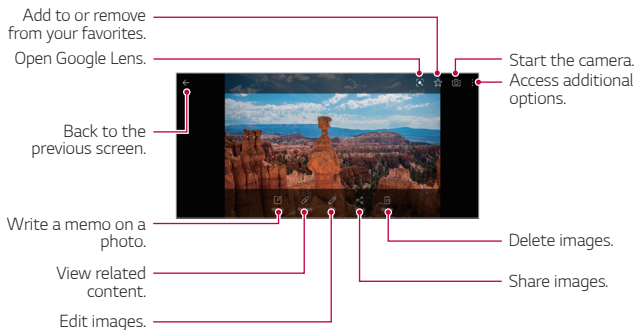 Add to or remove
from your favorites.
Open Google Lens.
Start the camera.
Access additional
options.
Back to the
previous screen.
Write a memo on a
photo.
View related
content.
Edit images.
Delete images.
Share images.